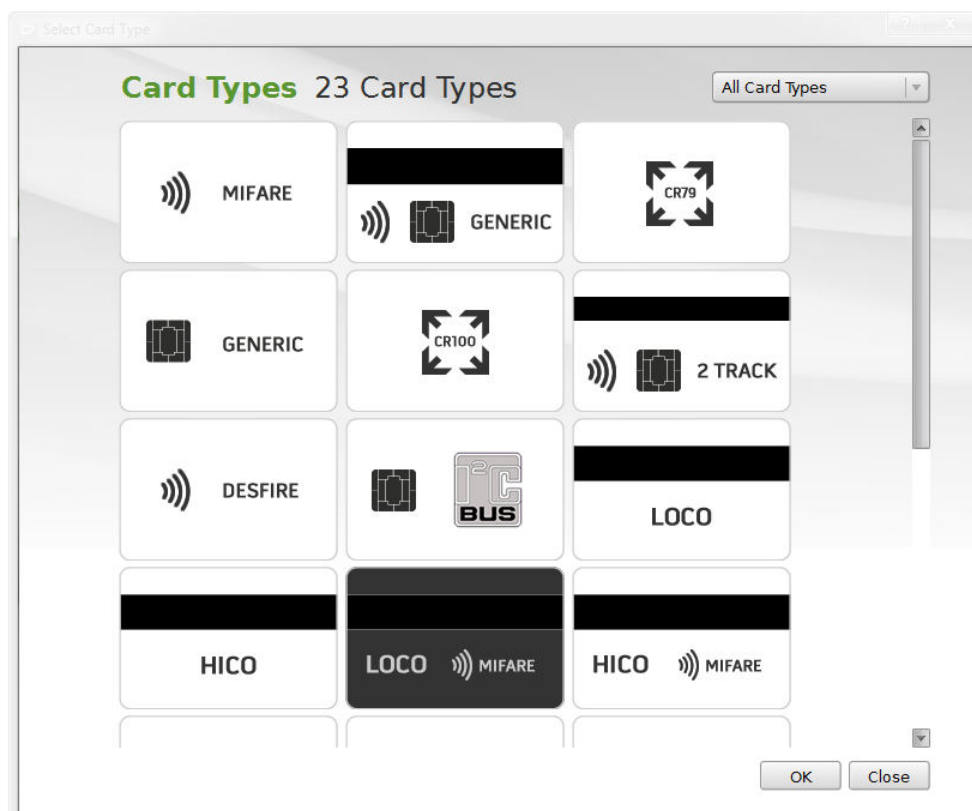 Select Card Type
Card Types 23 Card Types
All Card Types
MIFARE
GENERIC
CR79
GENERIC
CR100
2 TRACK
DESFIRE
I²C
BUS
LOCO
HICO
LOCO MIFARE
HICO MIFARE
OK Close